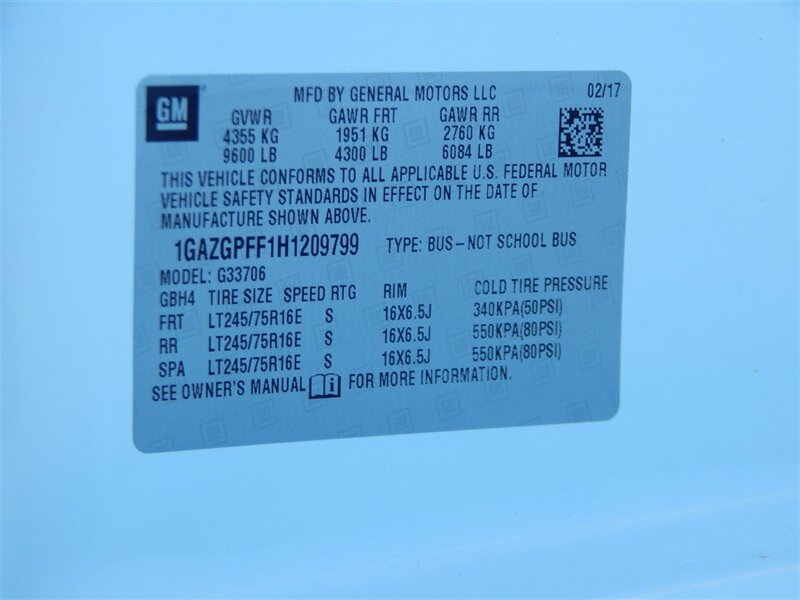 GM MFD BY GENERAL MOTORS LLC 02/17
GVWR GAWR FRT GAWR RR
4355 KG 1951 KG 2760 KG
9600 LB 4300 LB 6084 LB
THIS VEHICLE CONFORMS TO ALL APPLICABLE U.S. FEDERAL MOTOR
VEHICLE SAFETY STANDARDS IN EFFECT ON THE DATE OF
MANUFACTURE SHOWN ABOVE.
1GAZGPFF1H1209799 TYPE: BUS–NOT SCHOOL BUS
MODEL: G33706
GBH4 TIRE SIZE SPEED RTG RIM COLD TIRE PRESSURE
FRT LT245/75R16E S 16X6.5J 340KPA(50PSI)
RR LT245/75R16E S 16X6.5J 550KPA(80PSI)
SPA LT245/75R16E S 16X6.5J 550KPA(80PSI)
SEE OWNER'S MANUAL i FOR MORE INFORMATION.